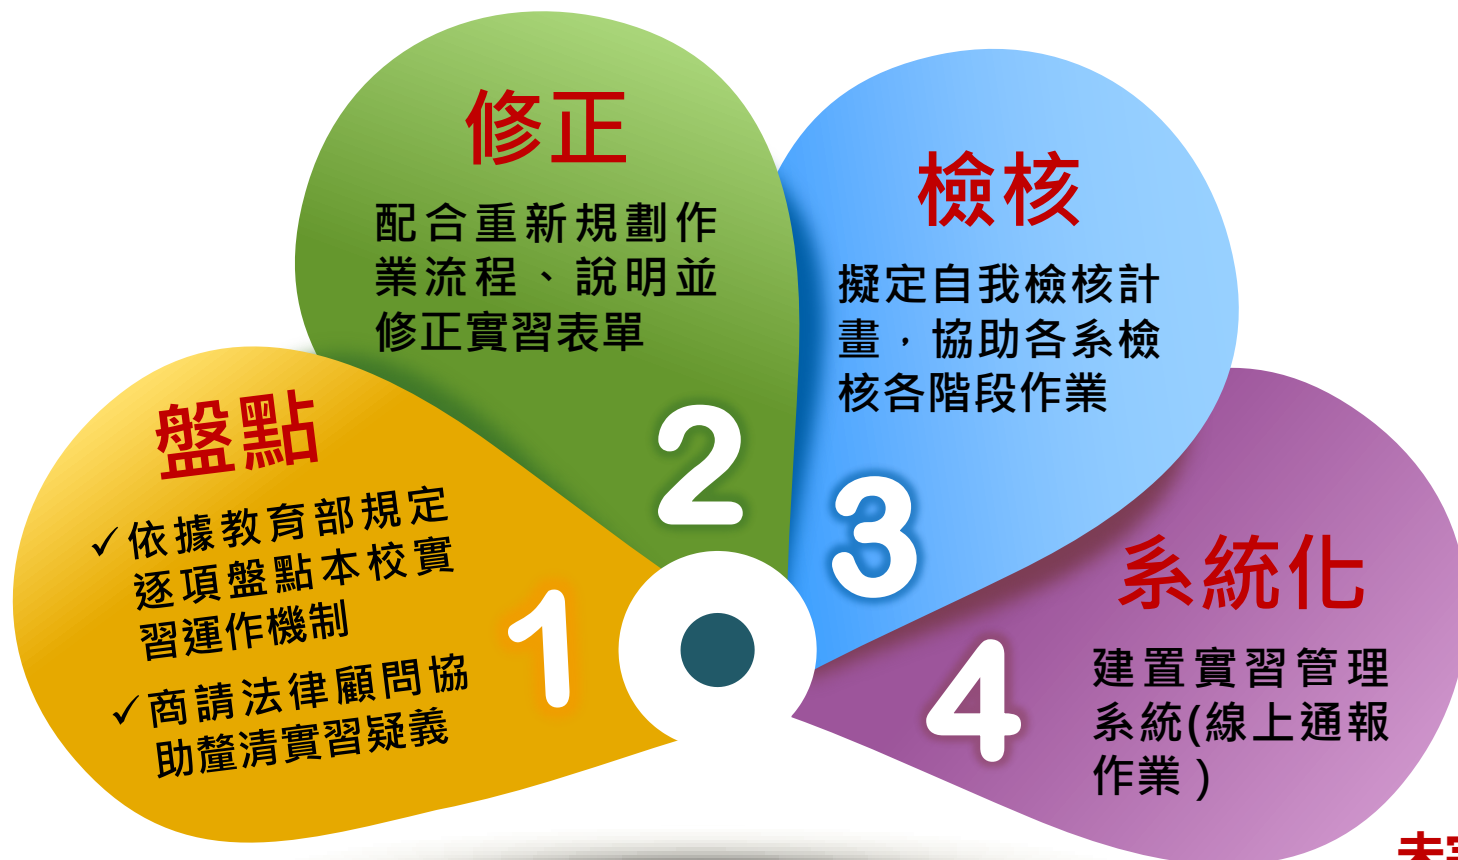 盤點
✓依據教育部規定
逐項盤點本校實
習運作機制
✓商請法律顧問協
助釐清實習疑義
1
修正
配合重新規劃作
業流程、說明並
修正實習表單
2
檢核
擬定自我檢核計
畫，協助各系檢
核各階段作業
3
系統化
建置實習管理
系統(線上通報
作業)
4